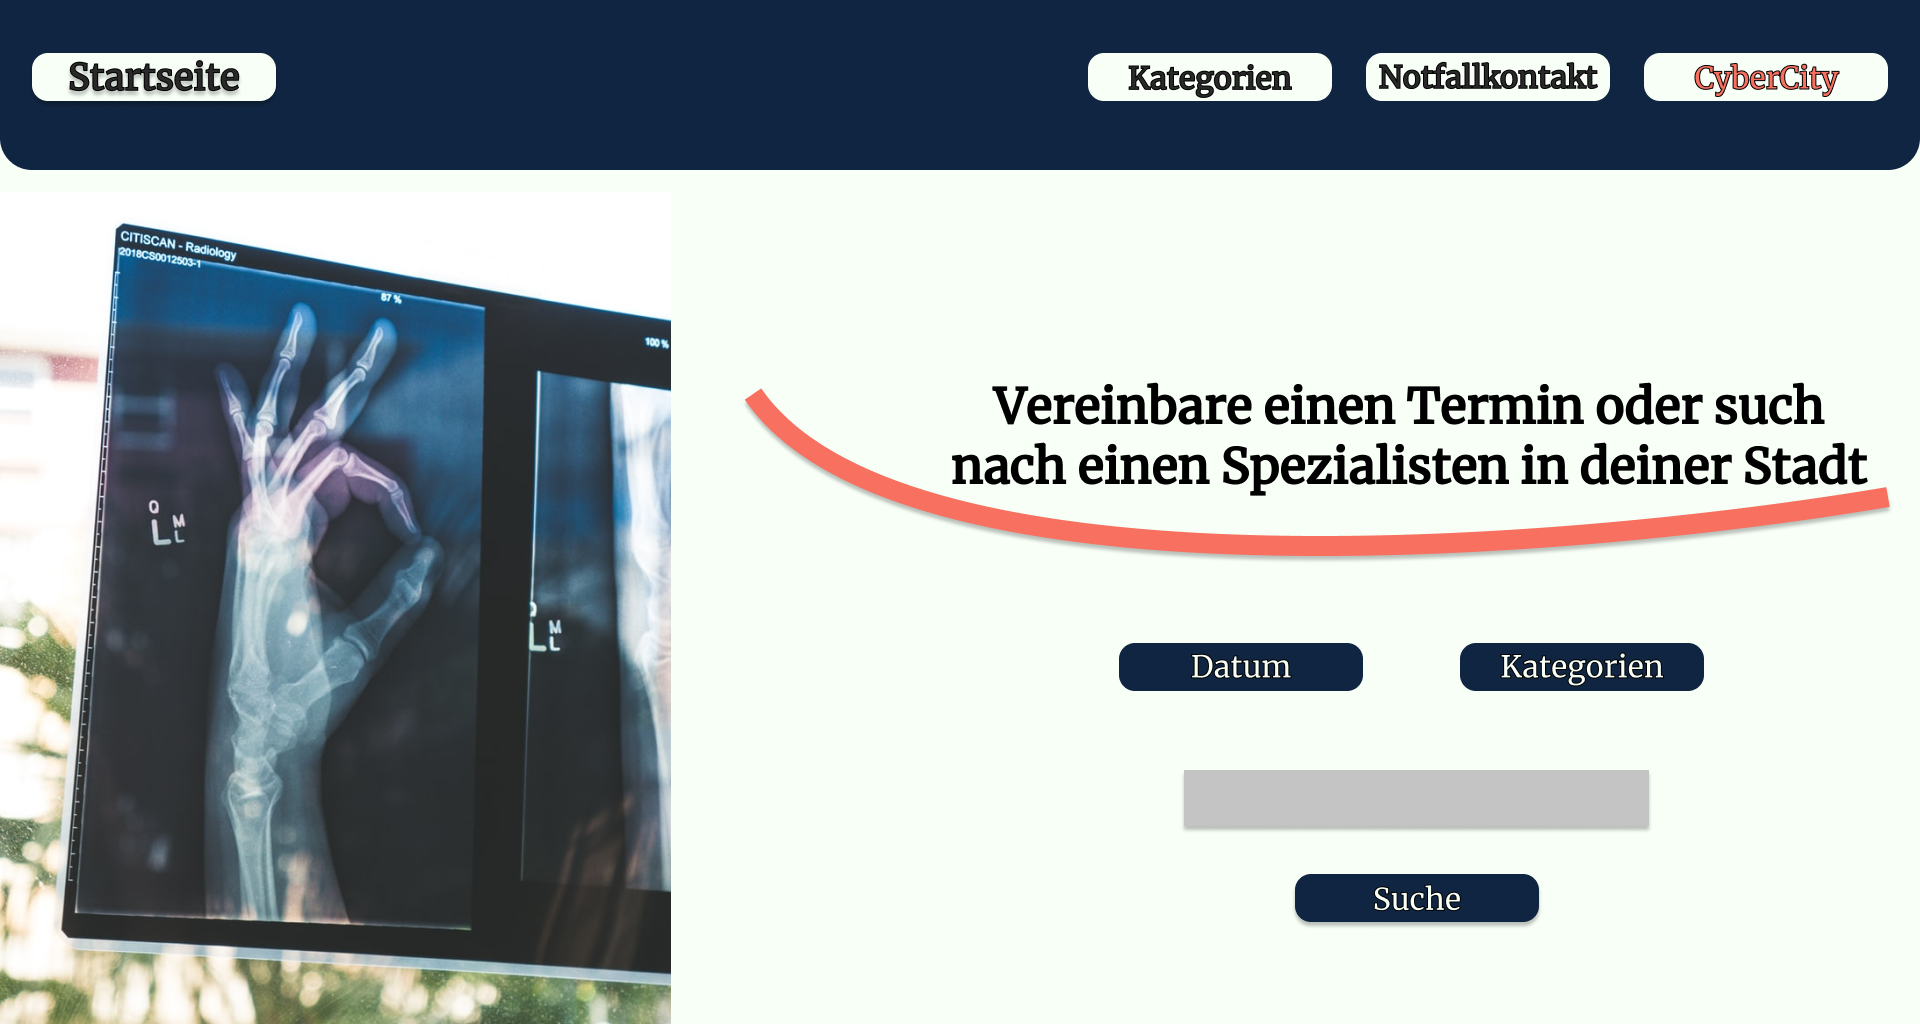 Startseite
Kategorien
Notfallkontakt
CyberCity
CITISCAN - Radiology
2018CS0012503-1
87 %
100 %
Q
L M
L
Q
L M
L
Vereinbare einen Termin oder such
nach einen Spezialisten in deiner Stadt
Datum
Kategorien
Suche